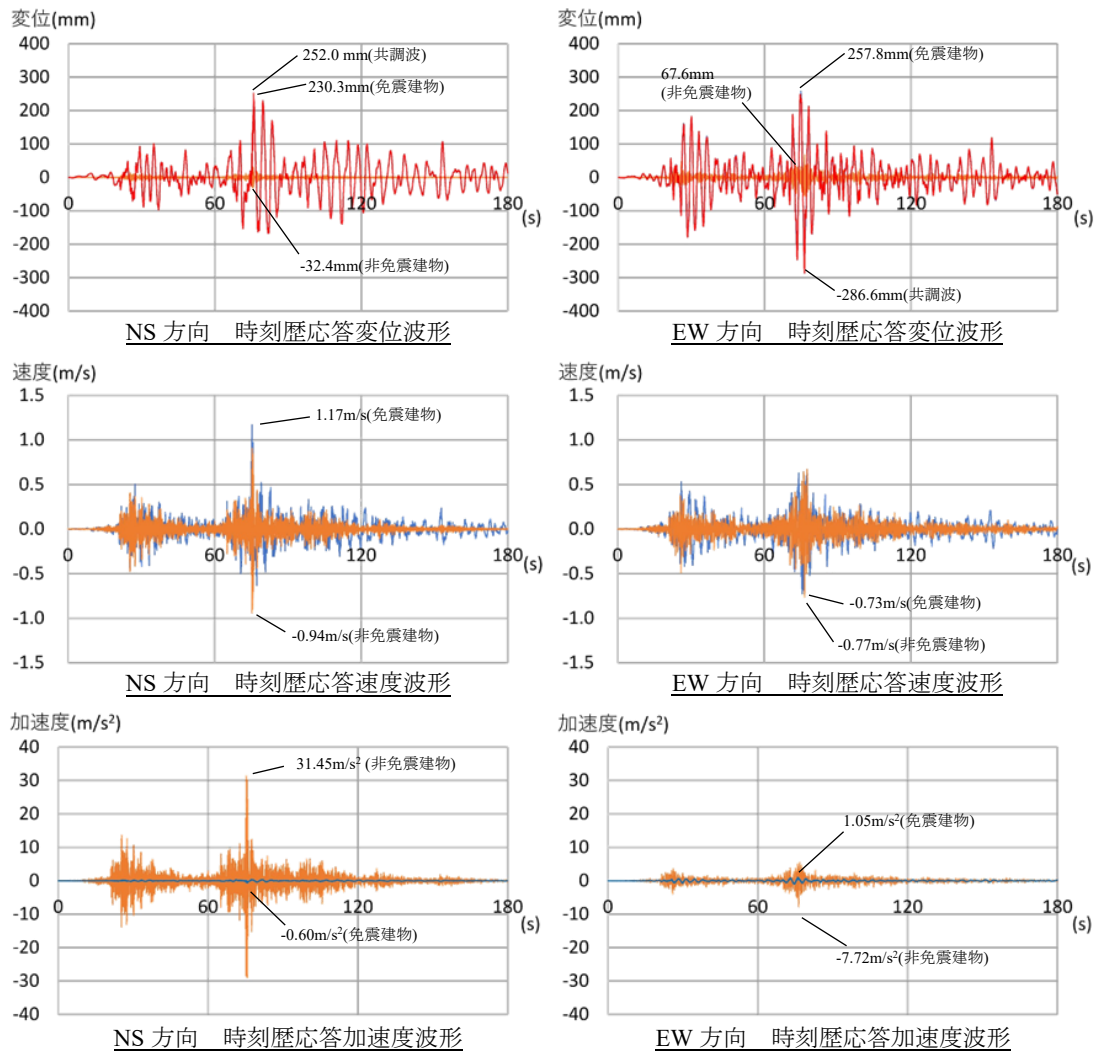 変位(mm)
400
300
200
100
0
-100
-200
-300
-400
0
60
120
180
(s)
252.0 mm(共調波)
230.3mm(免震建物)
-32.4mm(非免震建物)
NS 方向　時刻歴応答変位波形
変位(mm)
400
300
200
100
0
-100
-200
-300
-400
0
60
120
180
(s)
257.8mm(免震建物)
67.6mm
(非免震建物)
-286.6mm(共調波)
EW 方向　時刻歴応答変位波形
速度(m/s)
1.5
1.0
0.5
0.0
-0.5
-1.0
-1.5
0
60
120
180
(s)
1.17m/s(免震建物)
-0.94m/s(非免震建物)
NS 方向　時刻歴応答速度波形
速度(m/s)
1.5
1.0
0.5
0.0
-0.5
-1.0
-1.5
0
60
120
180
(s)
-0.73m/s(免震建物)
-0.77m/s(非免震建物)
EW 方向　時刻歴応答速度波形
加速度(m/s²)
40
30
20
10
0
-10
-20
-30
-40
0
60
120
180
(s)
31.45m/s² (非免震建物)
-0.60m/s²(免震建物)
NS 方向　時刻歴応答加速度波形
加速度(m/s²)
40
30
20
10
0
-10
-20
-30
-40
0
60
120
180
(s)
1.05m/s²(免震建物)
-7.72m/s²(非免震建物)
EW 方向　時刻歴応答加速度波形